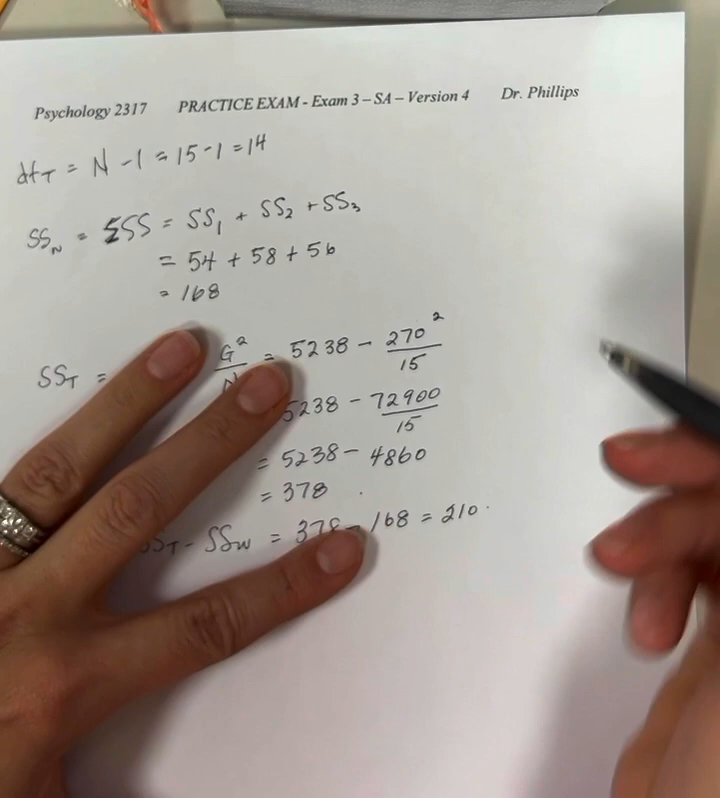 Psychology 2317 PRACTICE EXAM - Exam 3 – SA – Version 4 Dr. Phillips
dfT = N - 1 = 15 - 1 = 14
SSW = ΣSS = SS1 + SS2 + SS3
= 54 + 58 + 56
= 168
SST = G²/N = 5238 - 270²/15
5238 - 72900/15
= 5238 - 4860
= 378
ST - SSW = 378 - 168 = 210